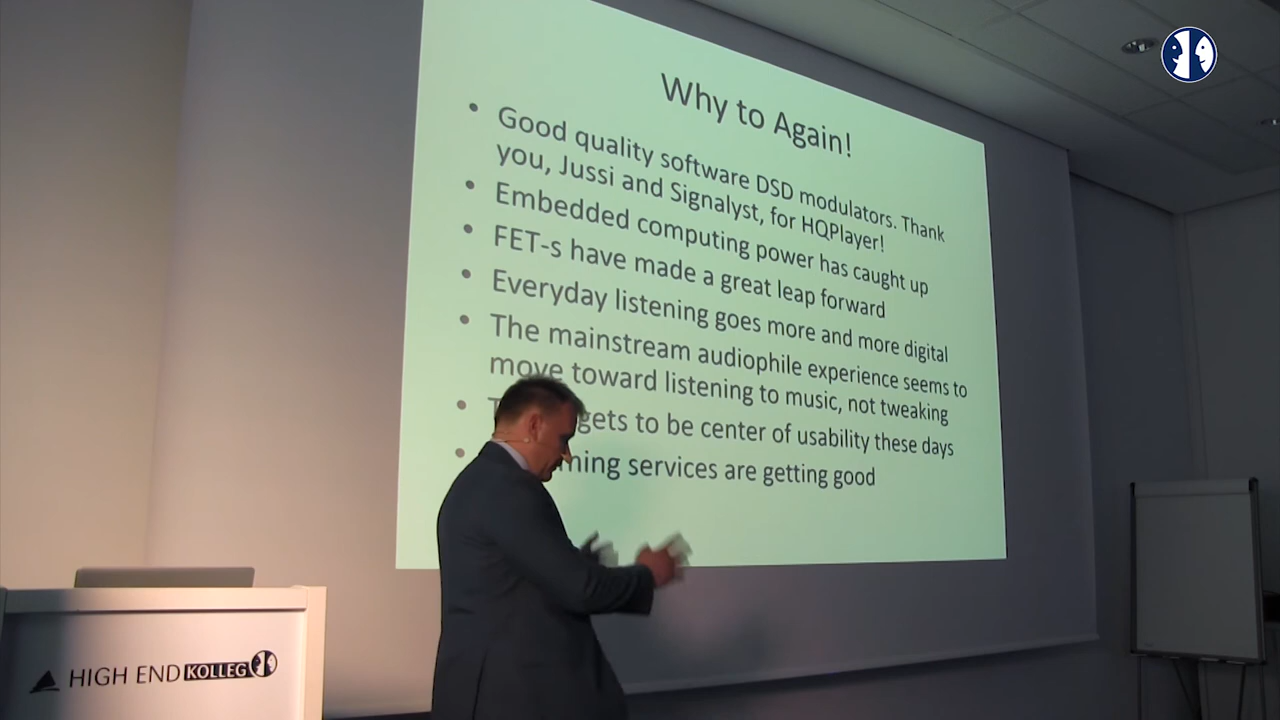 Why to Again!
• Good quality software DSD modulators. Thank
you, Jussi and Signalyst, for HQPlayer!
• Embedded computing power has caught up
• FET-s have made a great leap forward
• Everyday listening goes more and more digital
• The mainstream audiophile experience seems to
move toward listening to music, not tweaking
• gets to be center of usability these days
• services are getting good
HIGH END KOLLEG